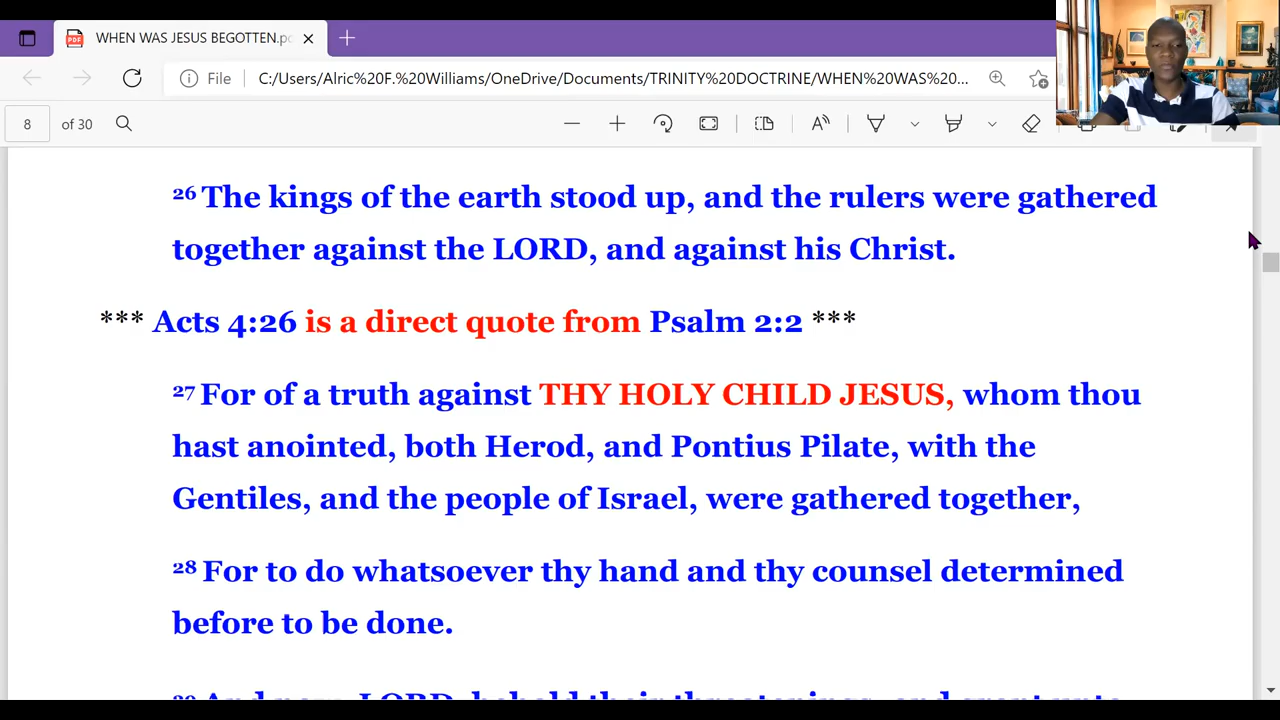 WHEN WAS JESUS BEGOTTEN.p
File C:/Users/Alric%20F.%20Williams/OneDrive/Documents/TRINITY%20DOCTRINE/WHEN%20WAS%20...
8 of 30
26 The kings of the earth stood up, and the rulers were gathered
together against the LORD, and against his Christ.
*** Acts 4:26 is a direct quote from Psalm 2:2 ***
27 For of a truth against THY HOLY CHILD JESUS, whom thou
hast anointed, both Herod, and Pontius Pilate, with the
Gentiles, and the people of Israel, were gathered together,
28 For to do whatsoever thy hand and thy counsel determined
before to be done.